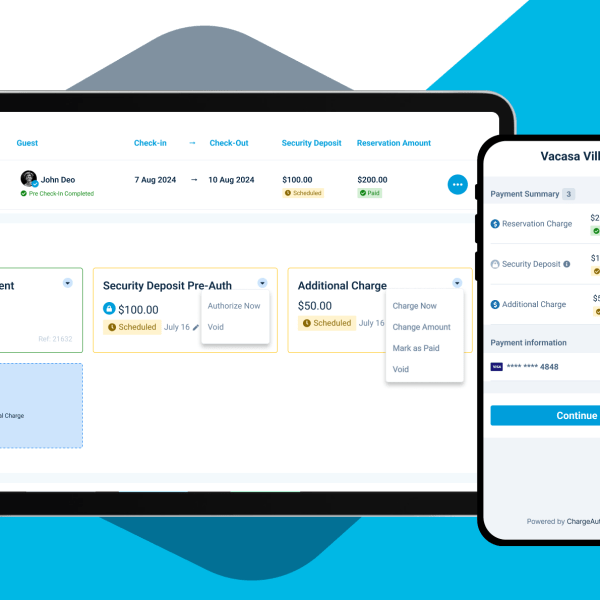 Guest Check-in → Check-Out Security Deposit Reservation Amount
John Deo 7 Aug 2024 → 10 Aug 2024 $100.00 $200.00
Pre Check-In Completed Scheduled Paid
ent
Ref: 21632
Security Deposit Pre-Auth
$100.00
Scheduled July 16
Authorize Now
Void
Additional Charge
$50.00
Scheduled July 16
Charge Now
Change Amount
Mark as Paid
Void
al Charge
Vacasa Vill
Payment Summary 3
Reservation Charge $2
Security Deposit $1
Additional Charge $5
Payment information
VISA **** **** 4848
Continue
Powered by ChargeAut